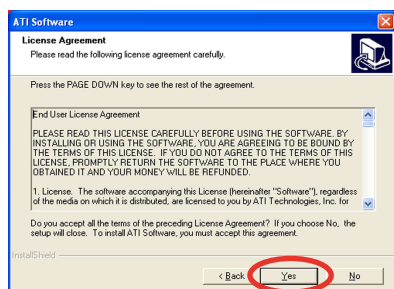 ATI Software
License Agreement
Please read the following license agreement carefully.
Press the PAGE DOWN key to see the rest of the agreement.
End User License Agreement
PLEASE READ THIS LICENSE CAREFULLY BEFORE USING THE SOFTWARE. BY
INSTALLING OR USING THE SOFTWARE, YOU ARE AGREEING TO BE BOUND BY
THE TERMS OF THIS LICENSE. IF YOU DO NOT AGREE TO THE TERMS OF THIS
LICENSE, PROMPTLY RETURN THE SOFTWARE TO THE PLACE WHERE YOU
OBTAINED IT AND YOUR MONEY WILL BE REFUNDED.
1. License. The software accompanying this License (hereinafter "Software"), regardless
of the media on which it is distributed, are licensed to you by ATI Technologies, Inc. for
Do you accept all the terms of the preceding License Agreement? If you choose No, the
setup will close. To install ATI Software, you must accept this agreement.
InstallShield
< Back Yes No